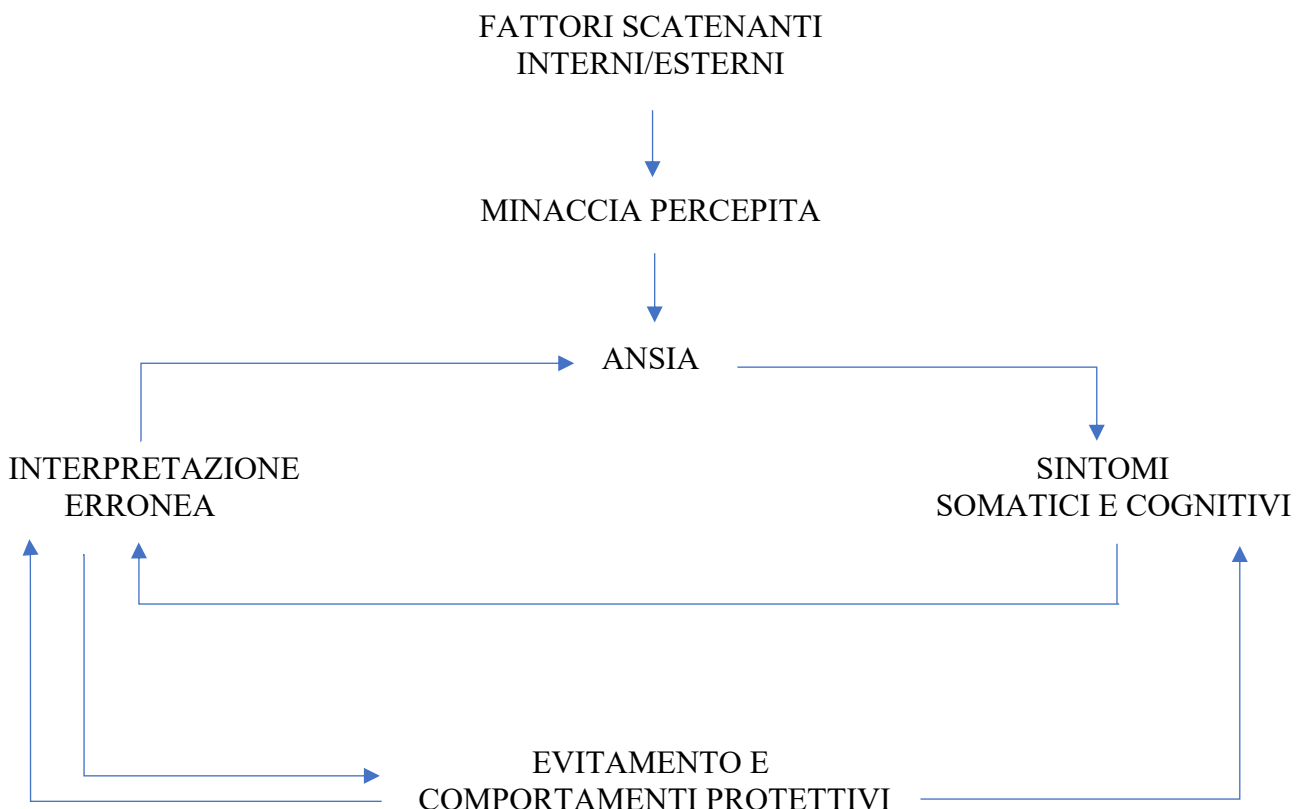 FATTORI SCATENANTI
INTERNI/ESTERNI
MINACCIA PERCEPITA
ANSIA
INTERPRETAZIONE
ERRONEA
SINTOMI
SOMATICI E COGNITIVI
EVITAMENTO E
COMPORTAMENTI PROTETTIVI